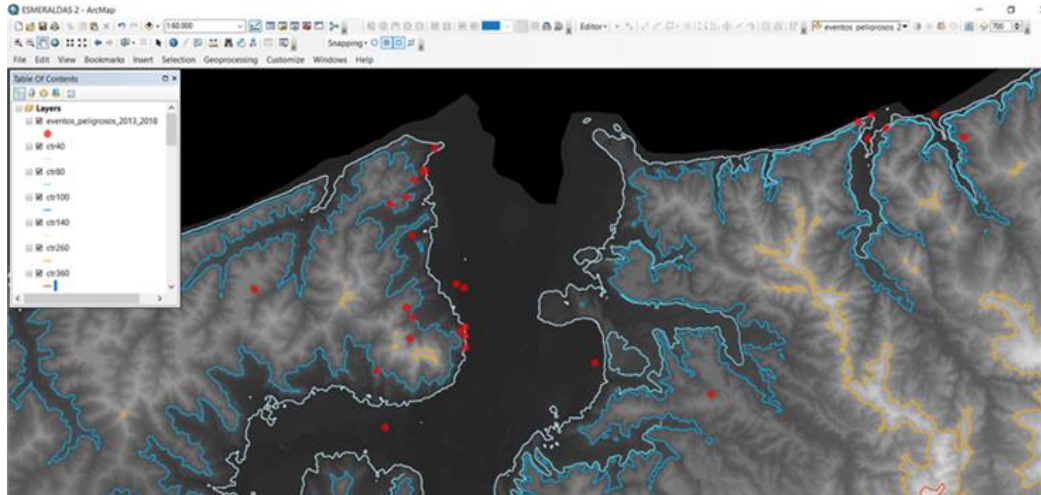 ESMERALDAS 2 - ArcMap
1:60.000
Editor
eventos peligrosos 2
700
Snapping
File Edit View Bookmarks Insert Selection Geoprocessing Customize Windows Help
Table Of Contents
Layers
eventos_peligrosos_2013_2018
ctr40
ctr80
ctr100
ctr140
ctr260
ctr360